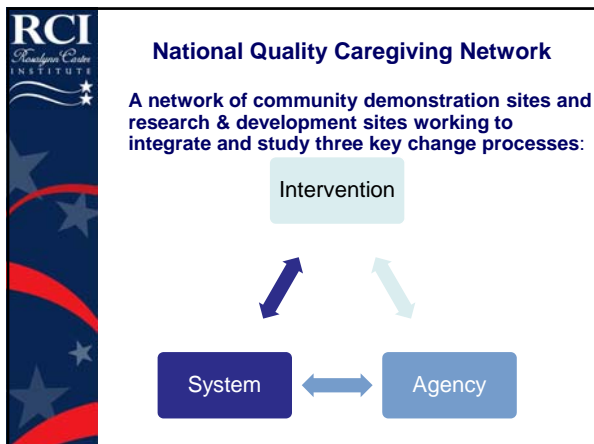 RCI
Rosalynn Carter
INSTITUTE
National Quality Caregiving Network
A network of community demonstration sites and
research & development sites working to
integrate and study three key change processes:
Intervention
System
Agency